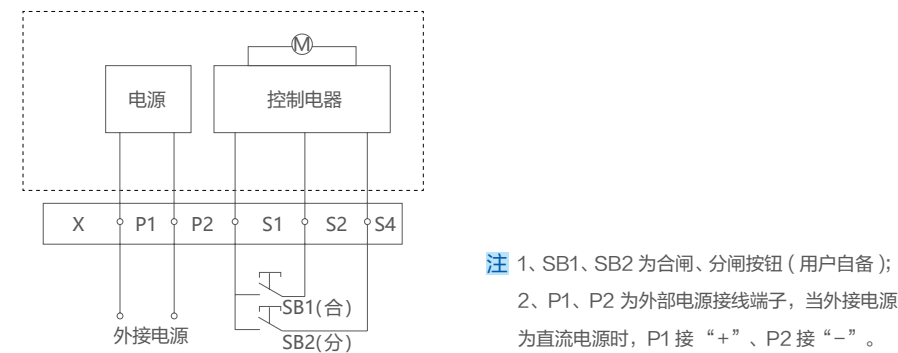 M
电源
控制电器
X P1 P2 S1 S2 S4
SB1(合)
外接电源
SB2(分)
注 1、SB1、SB2 为合闸、分闸按钮 ( 用户自备 );
2、P1、P2 为外部电源接线端子，当外接电源
为直流电源时，P1 接 “+” 、P2 接“-” 。